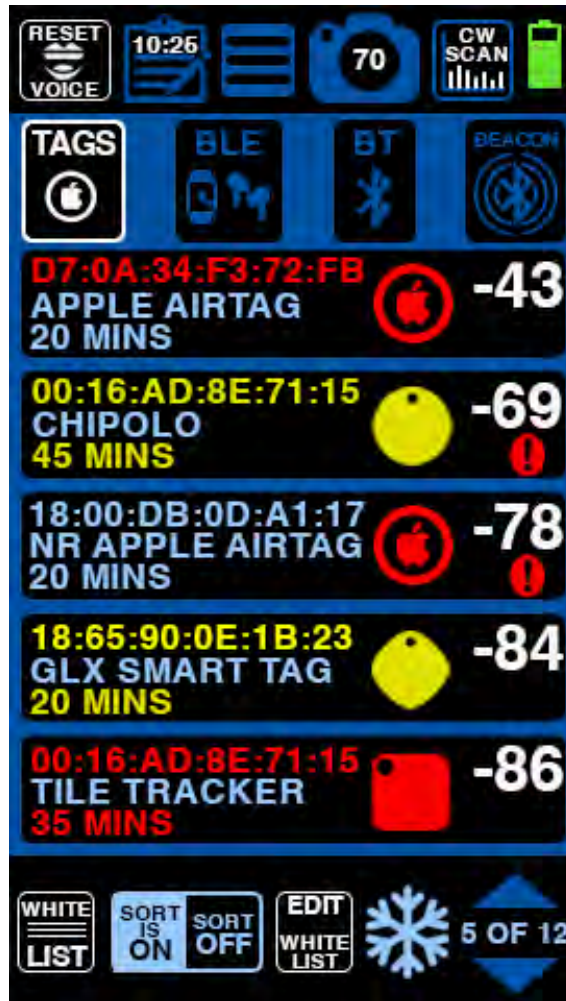 RESET
VOICE
10:25
70
CW
SCAN
TAGS
BLE
BT
BEACON
D7:0A:34:F3:72:FB
APPLE AIRTAG
20 MINS
-43
00:16:AD:8E:71:15
CHIPOLO
45 MINS
-69
!
18:00:DB:0D:A1:17
NR APPLE AIRTAG
20 MINS
-78
!
18:65:90:0E:1B:23
GLX SMART TAG
20 MINS
-84
00:16:AD:8E:71:15
TILE TRACKER
35 MINS
-86
WHITE
LIST
SORT
IS
ON
SORT
OFF
EDIT
WHITE
LIST
5 OF 12